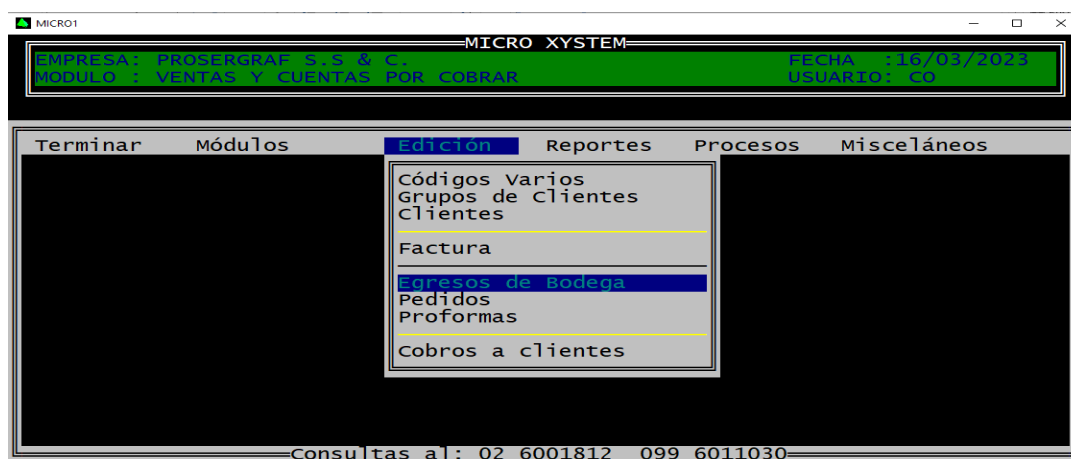 MICRO1
MICRO XYSTEM
EMPRESA: PROSERGRAF S.S & C. FECHA :16/03/2023
MODULO : VENTAS Y CUENTAS POR COBRAR USUARIO: CO
Terminar Módulos Edición Reportes Procesos Misceláneos
Códigos Varios
Grupos de Clientes
Clientes
Factura
Egresos de Bodega
Pedidos
Proformas
Cobros a clientes
Consultas al: 02 6001812 099 6011030